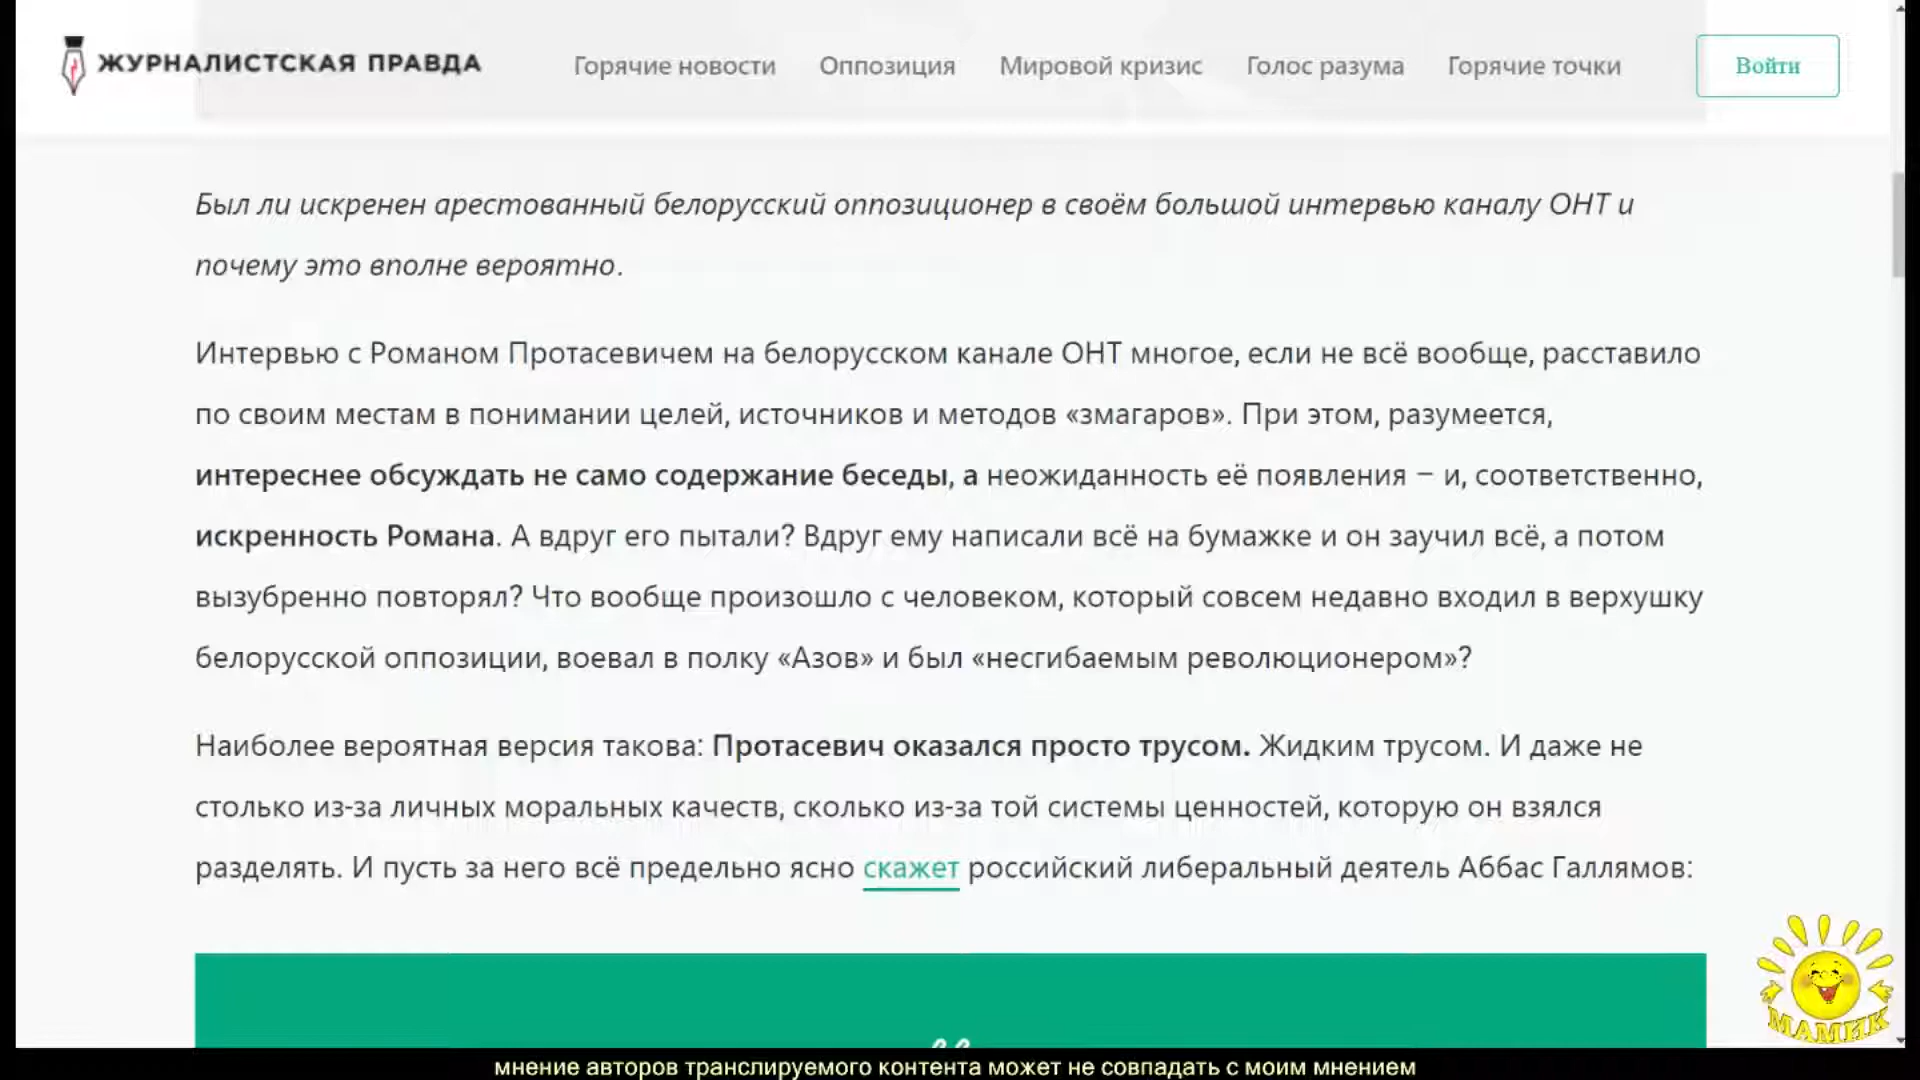 ЖУРНАЛИСТСКАЯ ПРАВДА
Горячие новости
Оппозиция
Мировой кризис
Голос разума
Горячие точки
Войти
Был ли искренен арестованный белорусский оппозиционер в своём большой интервью каналу ОНТ и
почему это вполне вероятно.
Интервью с Романом Протасевичем на белорусском канале ОНТ многое, если не всё вообще, расставило
по своим местам в понимании целей, источников и методов «змагаров». При этом, разумеется,
интереснее обсуждать не само содержание беседы, а неожиданность её появления – и, соответственно,
искренность Романа. А вдруг его пытали? Вдруг ему написали всё на бумажке и он заучил всё, а потом
вызубренно повторял? Что вообще произошло с человеком, который совсем недавно входил в верхушку
белорусской оппозиции, воевал в полку «Азов» и был «несгибаемым революционером»?
Наиболее вероятная версия такова: Протасевич оказался просто трусом. Жидким трусом. И даже не
столько из-за личных моральных качеств, сколько из-за той системы ценностей, которую он взялся
разделять. И пусть за него всё предельно ясно скажет российский либеральный деятель Аббас Галлямов:
МАМИК
мнение авторов транслируемого контента может не совпадать с моим мнением